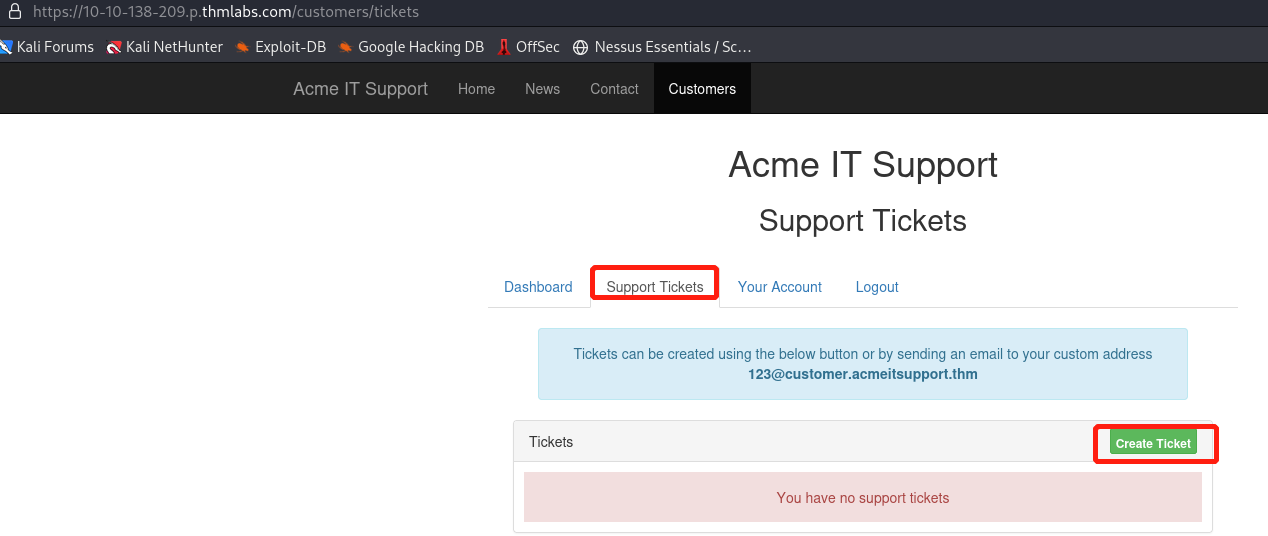 https://10-10-138-209.p.thmlabs.com/customers/tickets
Kali Forums Kali NetHunter Exploit-DB Google Hacking DB OffSec Nessus Essentials / Sc…
Acme IT Support Home News Contact Customers
Acme IT Support
Support Tickets
Dashboard Support Tickets Your Account Logout
Tickets can be created using the below button or by sending an email to your custom address
123@customer.acmeitsupport.thm
Tickets Create Ticket
You have no support tickets